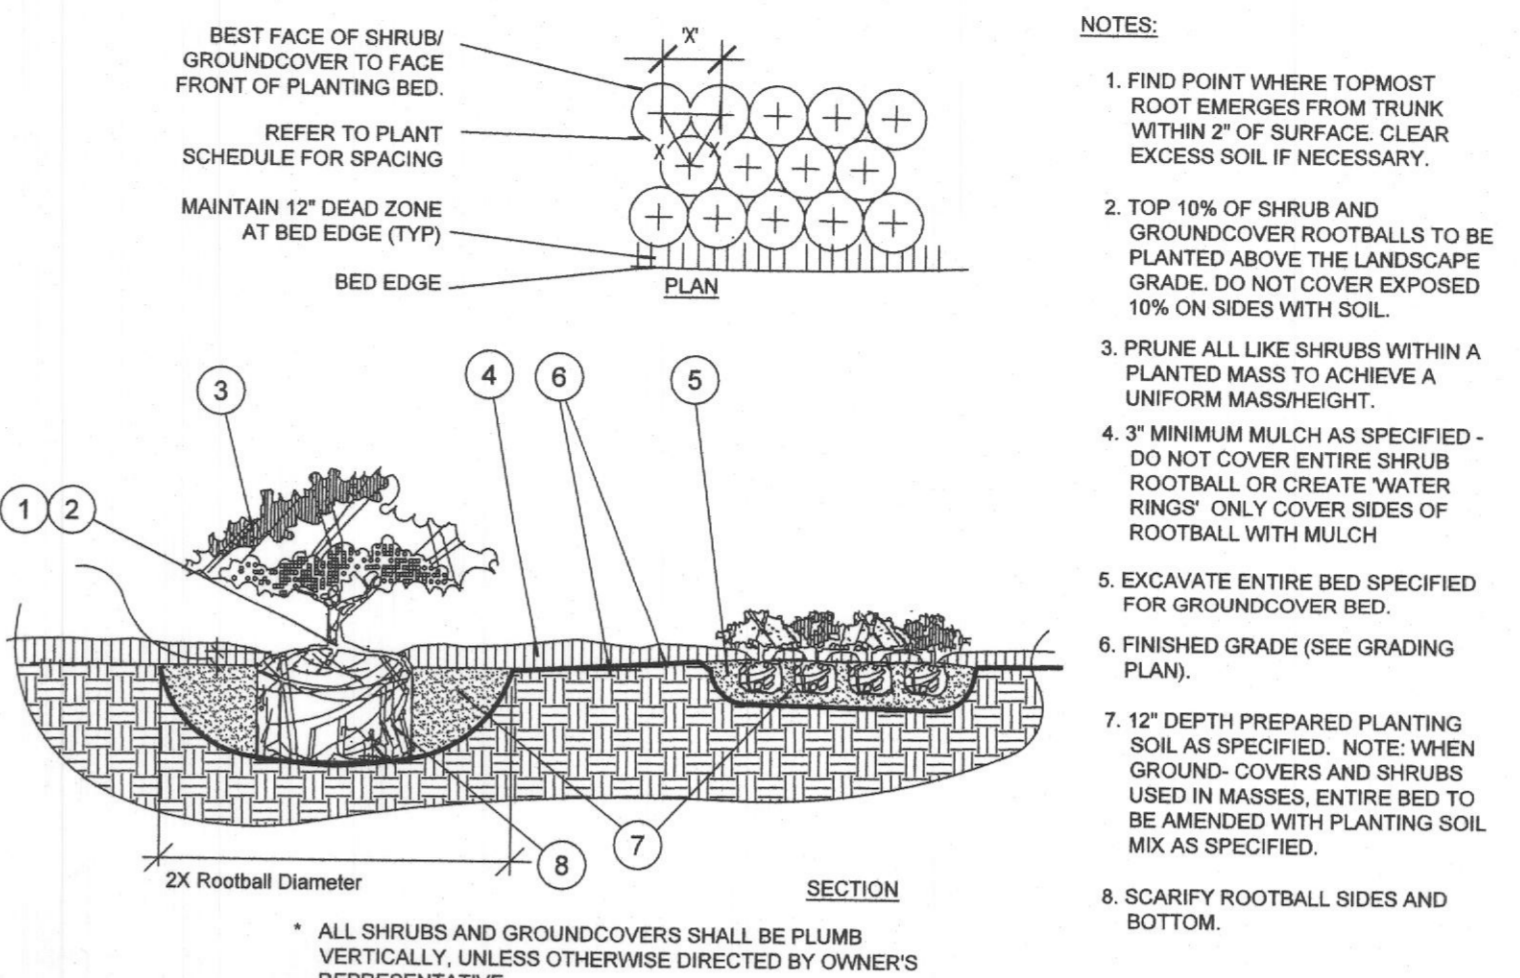 BEST FACE OF SHRUB/
GROUNDCOVER TO FACE
FRONT OF PLANTING BED.
REFER TO PLANT
SCHEDULE FOR SPACING
MAINTAIN 12" DEAD ZONE
AT BED EDGE (TYP)
BED EDGE
'X'
X X
PLAN
3
4
6
5
1 2
7
8
2X Rootball Diameter
SECTION
* ALL SHRUBS AND GROUNDCOVERS SHALL BE PLUMB
VERTICALLY, UNLESS OTHERWISE DIRECTED BY OWNER'S
REPRESENTATIVE
NOTES:
1. FIND POINT WHERE TOPMOST
ROOT EMERGES FROM TRUNK
WITHIN 2" OF SURFACE. CLEAR
EXCESS SOIL IF NECESSARY.
2. TOP 10% OF SHRUB AND
GROUNDCOVER ROOTBALLS TO BE
PLANTED ABOVE THE LANDSCAPE
GRADE. DO NOT COVER EXPOSED
10% ON SIDES WITH SOIL.
3. PRUNE ALL LIKE SHRUBS WITHIN A
PLANTED MASS TO ACHIEVE A
UNIFORM MASS/HEIGHT.
4. 3" MINIMUM MULCH AS SPECIFIED -
DO NOT COVER ENTIRE SHRUB
ROOTBALL OR CREATE 'WATER
RINGS' ONLY COVER SIDES OF
ROOTBALL WITH MULCH
5. EXCAVATE ENTIRE BED SPECIFIED
FOR GROUNDCOVER BED.
6. FINISHED GRADE (SEE GRADING
PLAN).
7. 12" DEPTH PREPARED PLANTING
SOIL AS SPECIFIED. NOTE: WHEN
GROUND- COVERS AND SHRUBS
USED IN MASSES, ENTIRE BED TO
BE AMENDED WITH PLANTING SOIL
MIX AS SPECIFIED.
8. SCARIFY ROOTBALL SIDES AND
BOTTOM.